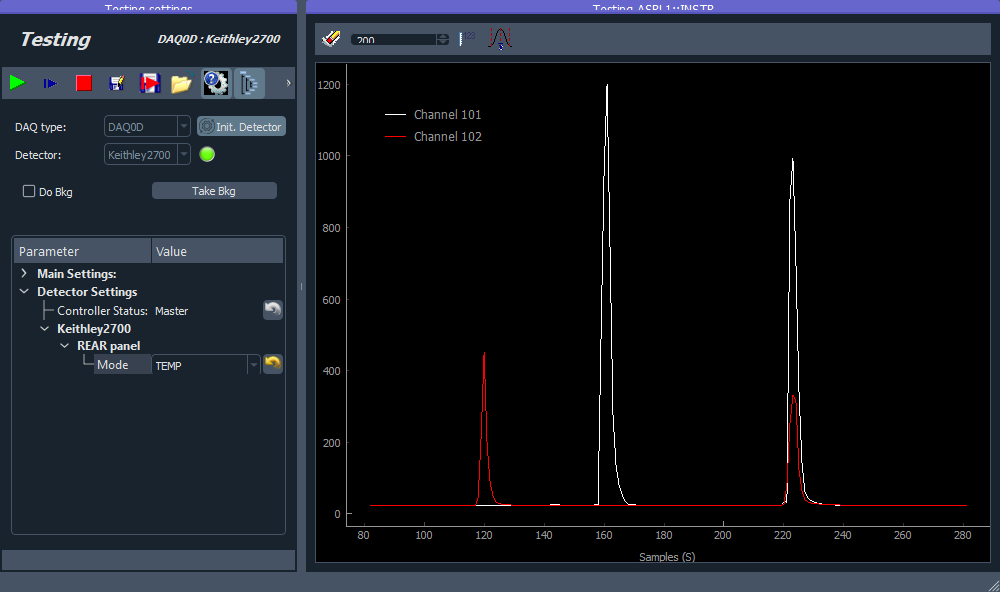 Testing settings
Testing ASRL1::INSTR
Testing
DAQ0D : Keithley2700
200
123
DAQ type:
DAQ0D
Init. Detector
Detector:
Keithley2700
Do Bkg
Take Bkg
Parameter
Value
Main Settings:
Detector Settings
Controller Status:
Master
Keithley2700
REAR panel
Mode
TEMP
Channel 101
Channel 102
1200
1000
800
600
400
200
0
80
100
120
140
160
180
200
220
240
260
280
Samples (S)